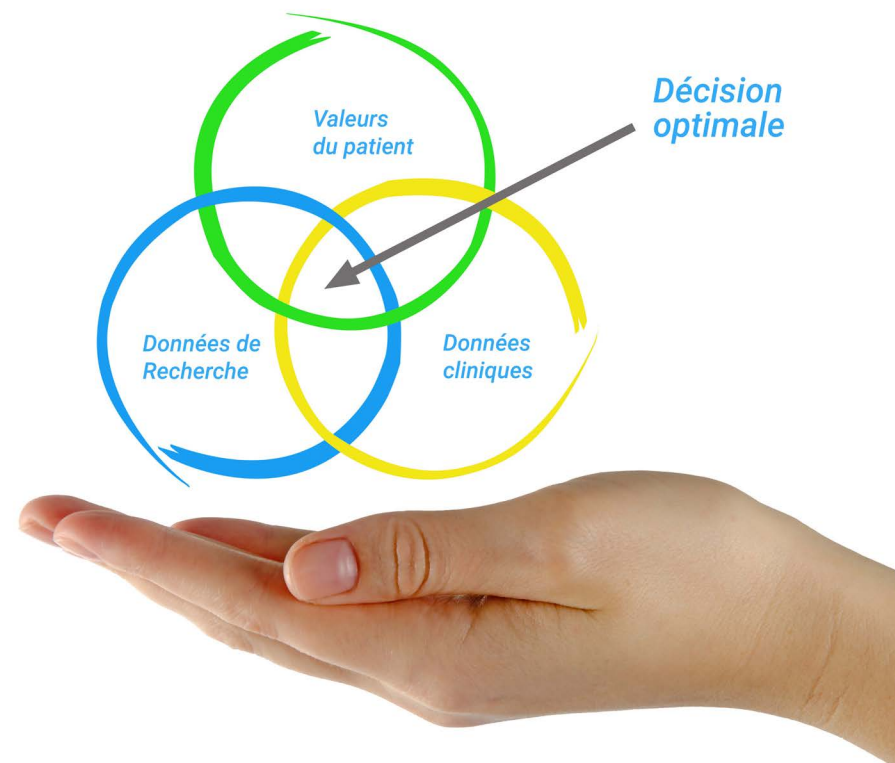 Valeurs
du patient
Décision
optimale
Données de
Recherche
Données
cliniques